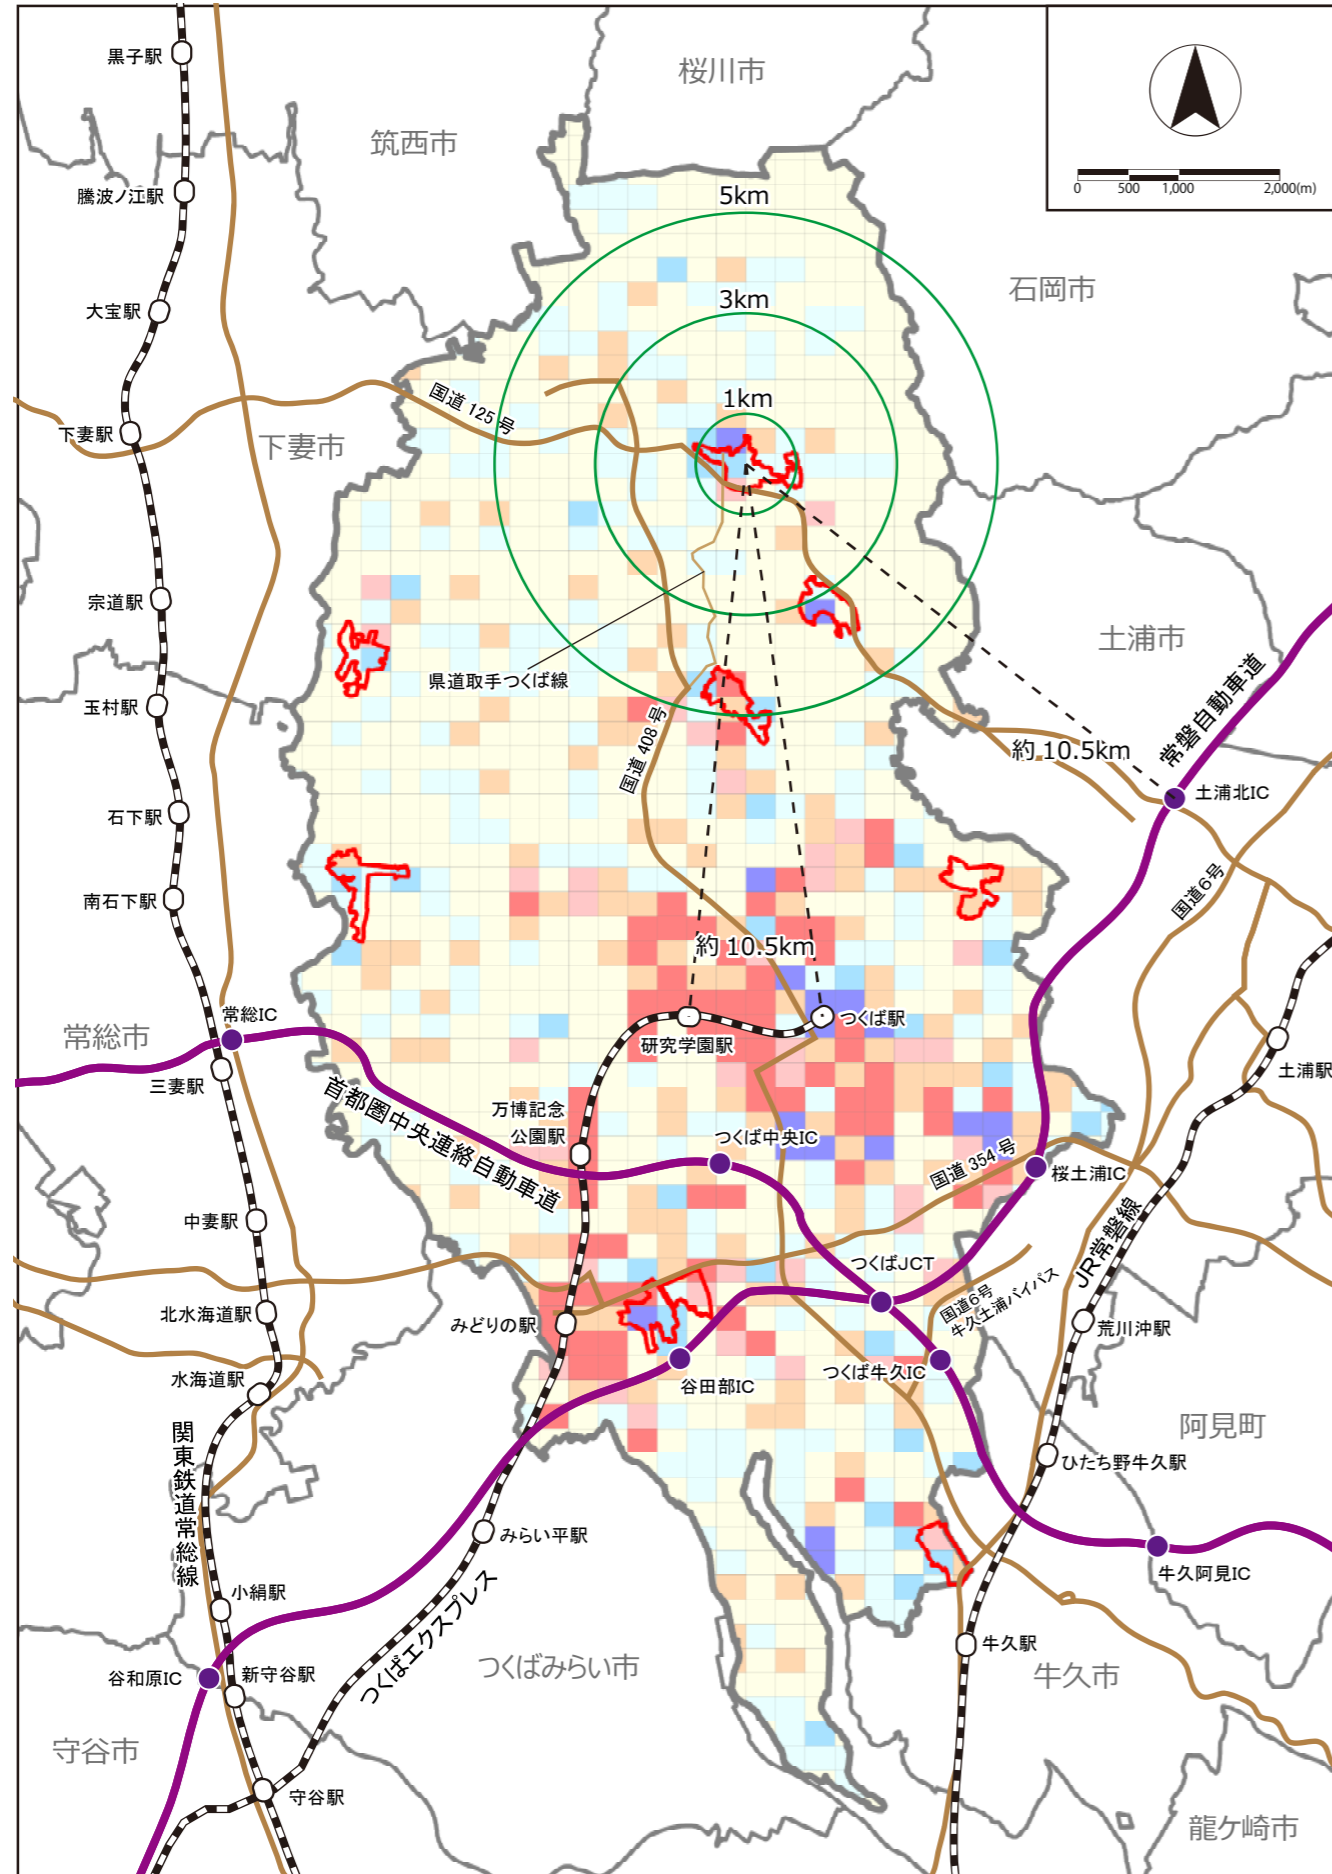 黒子駅
桜川市
筑西市
0 500 1,000 2,000(m)
騰波ノ江駅
5km
石岡市
大宝駅
3km
国道 125 号
1km
下妻駅
下妻市
宗道駅
土浦市
県道取手つくば線
玉村駅
国道 408 号
約 10.5km
常磐自動車道
土浦北IC
石下駅
国道6号
南石下駅
約 10.5km
常総IC
つくば駅
常総市
研究学園駅
土浦駅
三妻駅
首都圏中央連絡自動車道
万博記念
公園駅
つくば中央IC
国道 354 号
桜土浦IC
中妻駅
JR常磐線
つくばJCT
国道6号
牛久土浦バイパス
北水海道駅
みどりの駅
荒川沖駅
水海道駅
谷田部IC
つくば牛久IC
阿見町
関東鉄道常総線
ひたち野牛久駅
みらい平駅
牛久阿見IC
小絹駅
つくばエクスプレス
牛久駅
谷和原IC
新守谷駅
つくばみらい市
牛久市
守谷市
守谷駅
龍ケ崎市